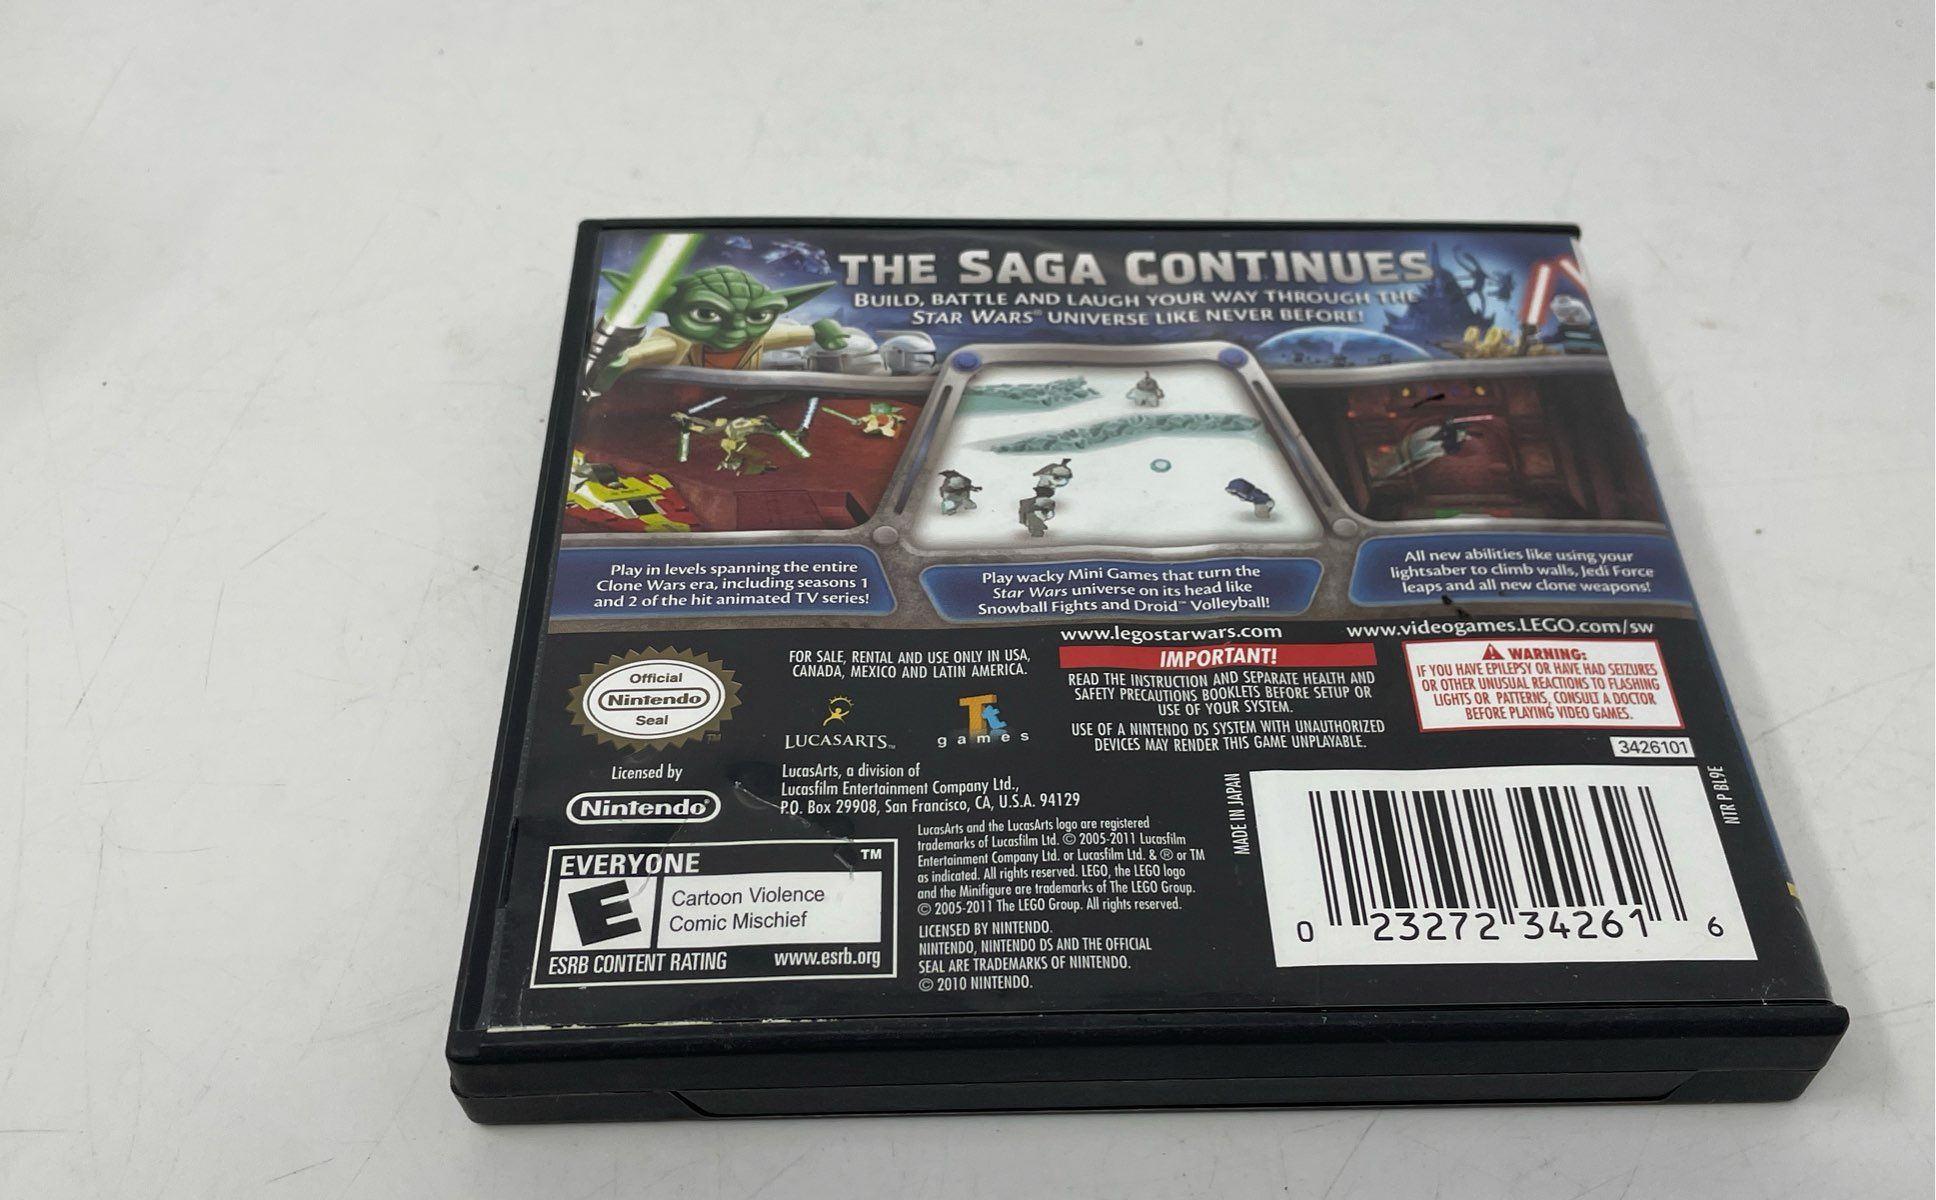 THE SAGA CONTINUES
BUILD, BATTLE AND LAUGH YOUR WAY THROUGH THE
STAR WARS® UNIVERSE LIKE NEVER BEFORE!
Play in levels spanning the entire
Clone Wars era, including seasons 1
and 2 of the hit animated TV series!
Play wacky Mini Games that turn the
Star Wars universe on its head like
Snowball Fights and Droid™ Volleyball!
All new abilities like using your
lightsaber to climb walls, Jedi Force
leaps and all new clone weapons!
www.legostarwars.com
www.videogames.LEGO.com/sw
Official
Nintendo
Seal
TM
Licensed by
Nintendo®
FOR SALE, RENTAL AND USE ONLY IN USA,
CANADA, MEXICO AND LATIN AMERICA.
LUCASARTS™
Tt
games
IMPORTANT!
READ THE INSTRUCTION AND SEPARATE HEALTH AND
SAFETY PRECAUTIONS BOOKLETS BEFORE SETUP OR
USE OF YOUR SYSTEM.
USE OF A NINTENDO DS SYSTEM WITH UNAUTHORIZED
DEVICES MAY RENDER THIS GAME UNPLAYABLE.
WARNING:
IF YOU HAVE EPILEPSY OR HAVE HAD SEIZURES
OR OTHER UNUSUAL REACTIONS TO FLASHING
LIGHTS OR PATTERNS, CONSULT A DOCTOR
BEFORE PLAYING VIDEO GAMES.
3426101
LucasArts, a division of
Lucasfilm Entertainment Company Ltd.,
P.O. Box 29908, San Francisco, CA, U.S.A. 94129
LucasArts and the LucasArts logo are registered
trademarks of Lucasfilm Ltd. © 2005-2011 Lucasfilm
Entertainment Company Ltd. or Lucasfilm Ltd. & ® or TM
as indicated. All rights reserved. LEGO, the LEGO logo
and the Minifigure are trademarks of The LEGO Group.
© 2005-2011 The LEGO Group. All rights reserved.
LICENSED BY NINTENDO.
NINTENDO, NINTENDO DS AND THE OFFICIAL
SEAL ARE TRADEMARKS OF NINTENDO.
© 2010 NINTENDO.
EVERYONE
TM
E
Cartoon Violence
Comic Mischief
ESRB CONTENT RATING
www.esrb.org
MADE IN JAPAN
NTR P BL9E
0 23272 34261 6